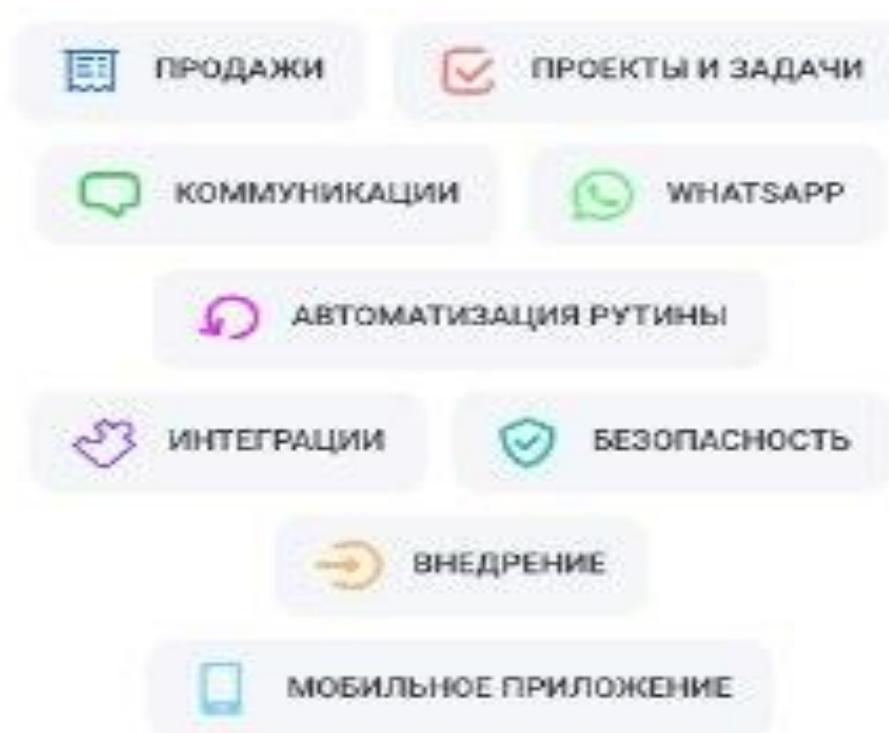 ПРОДАЖИ
ПРОЕКТЫ И ЗАДАЧИ
КОММУНИКАЦИИ
WHATSAPP
АВТОМАТИЗАЦИЯ РУТИНЫ
ИНТЕГРАЦИИ
БЕЗОПАСНОСТЬ
ВНЕДРЕНИЕ
МОБИЛЬНОЕ ПРИЛОЖЕНИЕ